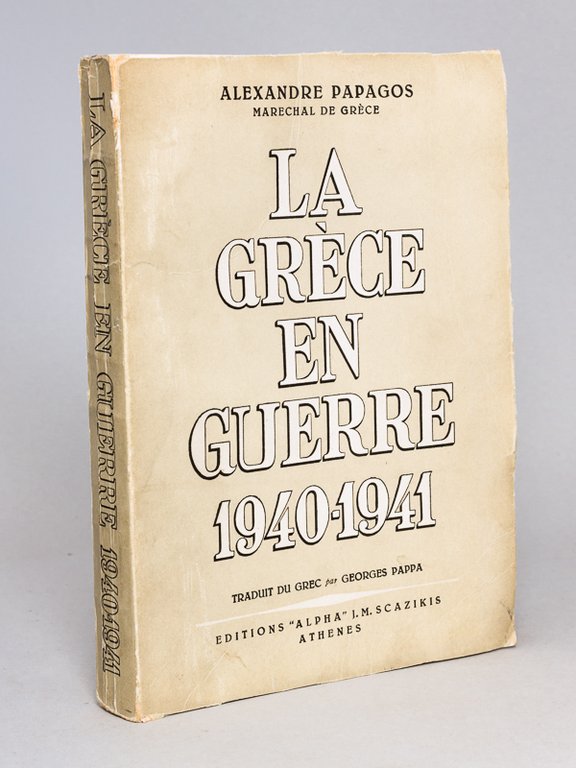 ALEXANDRE PAPAGOS
MARECHAL DE GRÈCE
LA
GRÈCE
EN
GUERRE
1940-1941
TRADUIT DU GREC par GEORGES PAPPA
EDITIONS "ALPHA" J.M. SCAZIKIS
ATHENES
LA GRÈCE EN GUERRE 1940-1941